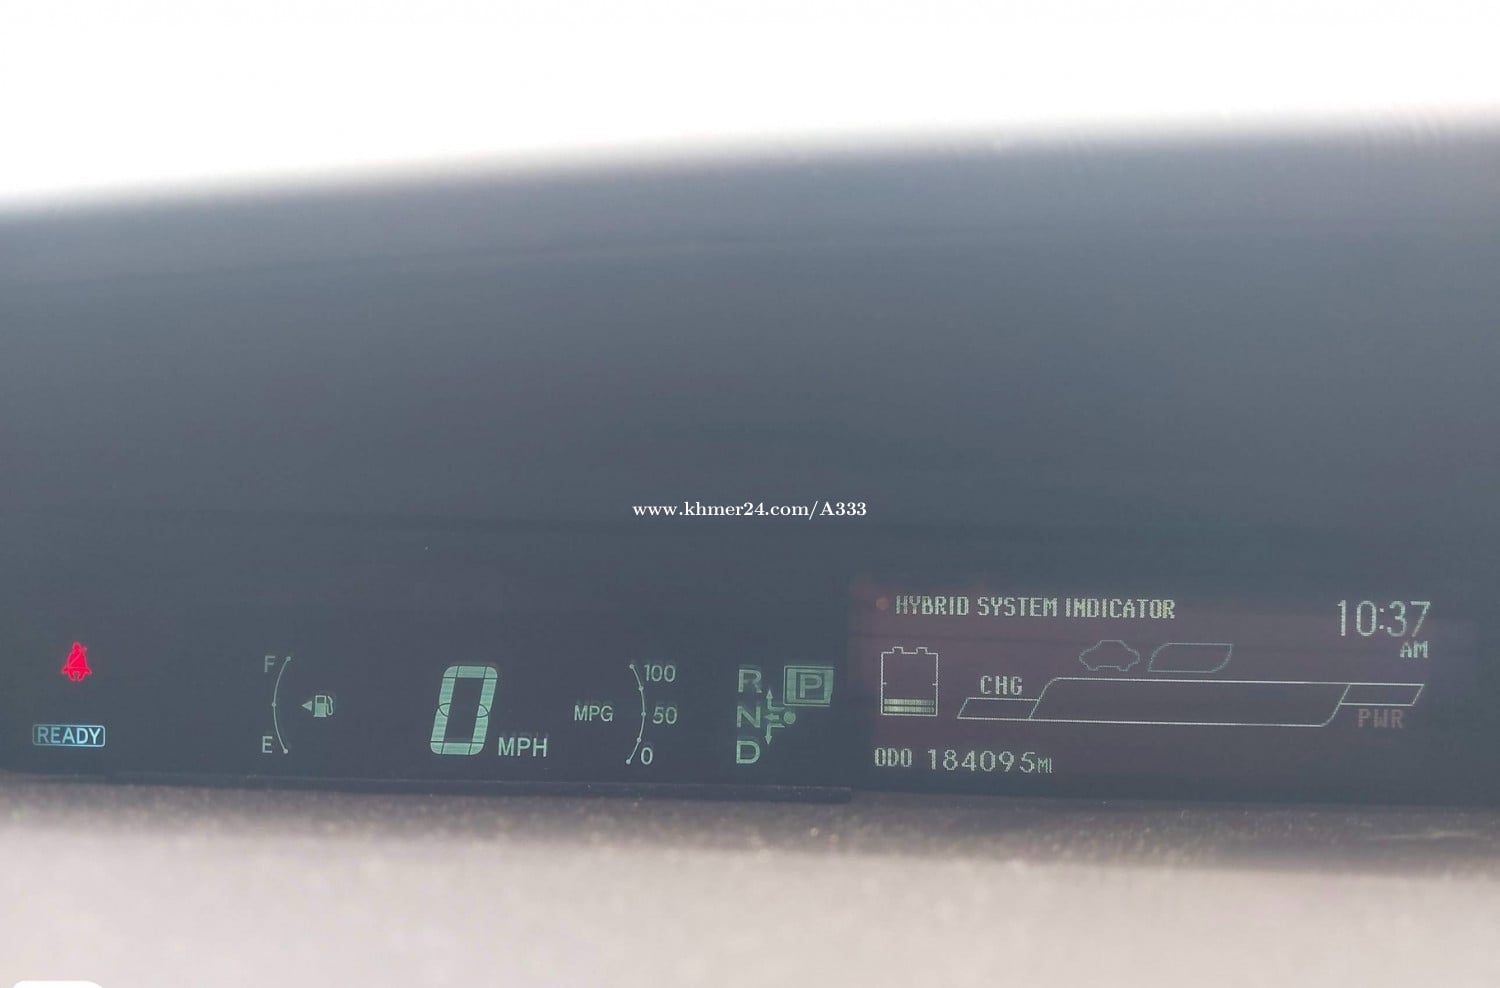 www.khmer24.com/A333
HYBRID SYSTEM INDICATOR
10:37
AM
CHG
PWR
ODO 184095MI
READY
F
E
0 MPH
MPG
100
50
0
R
N
D
P